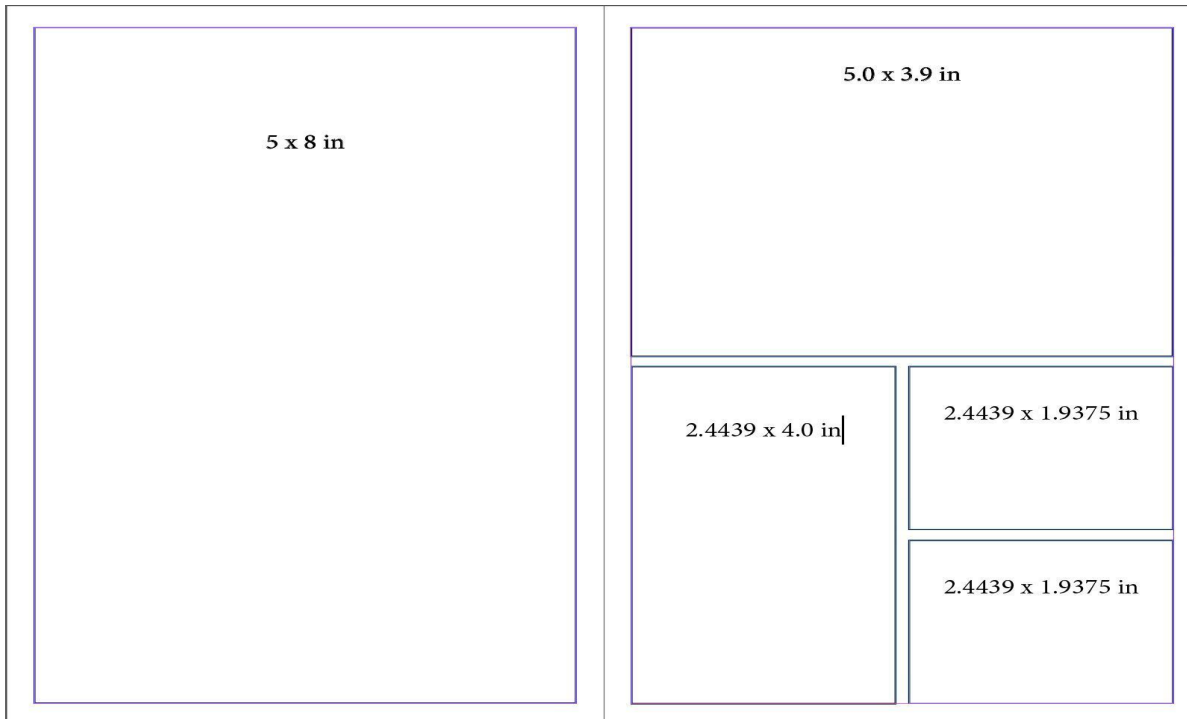 5 x 8 in
5.0 x 3.9 in
2.4439 x 4.0 in
2.4439 x 1.9375 in
2.4439 x 1.9375 in